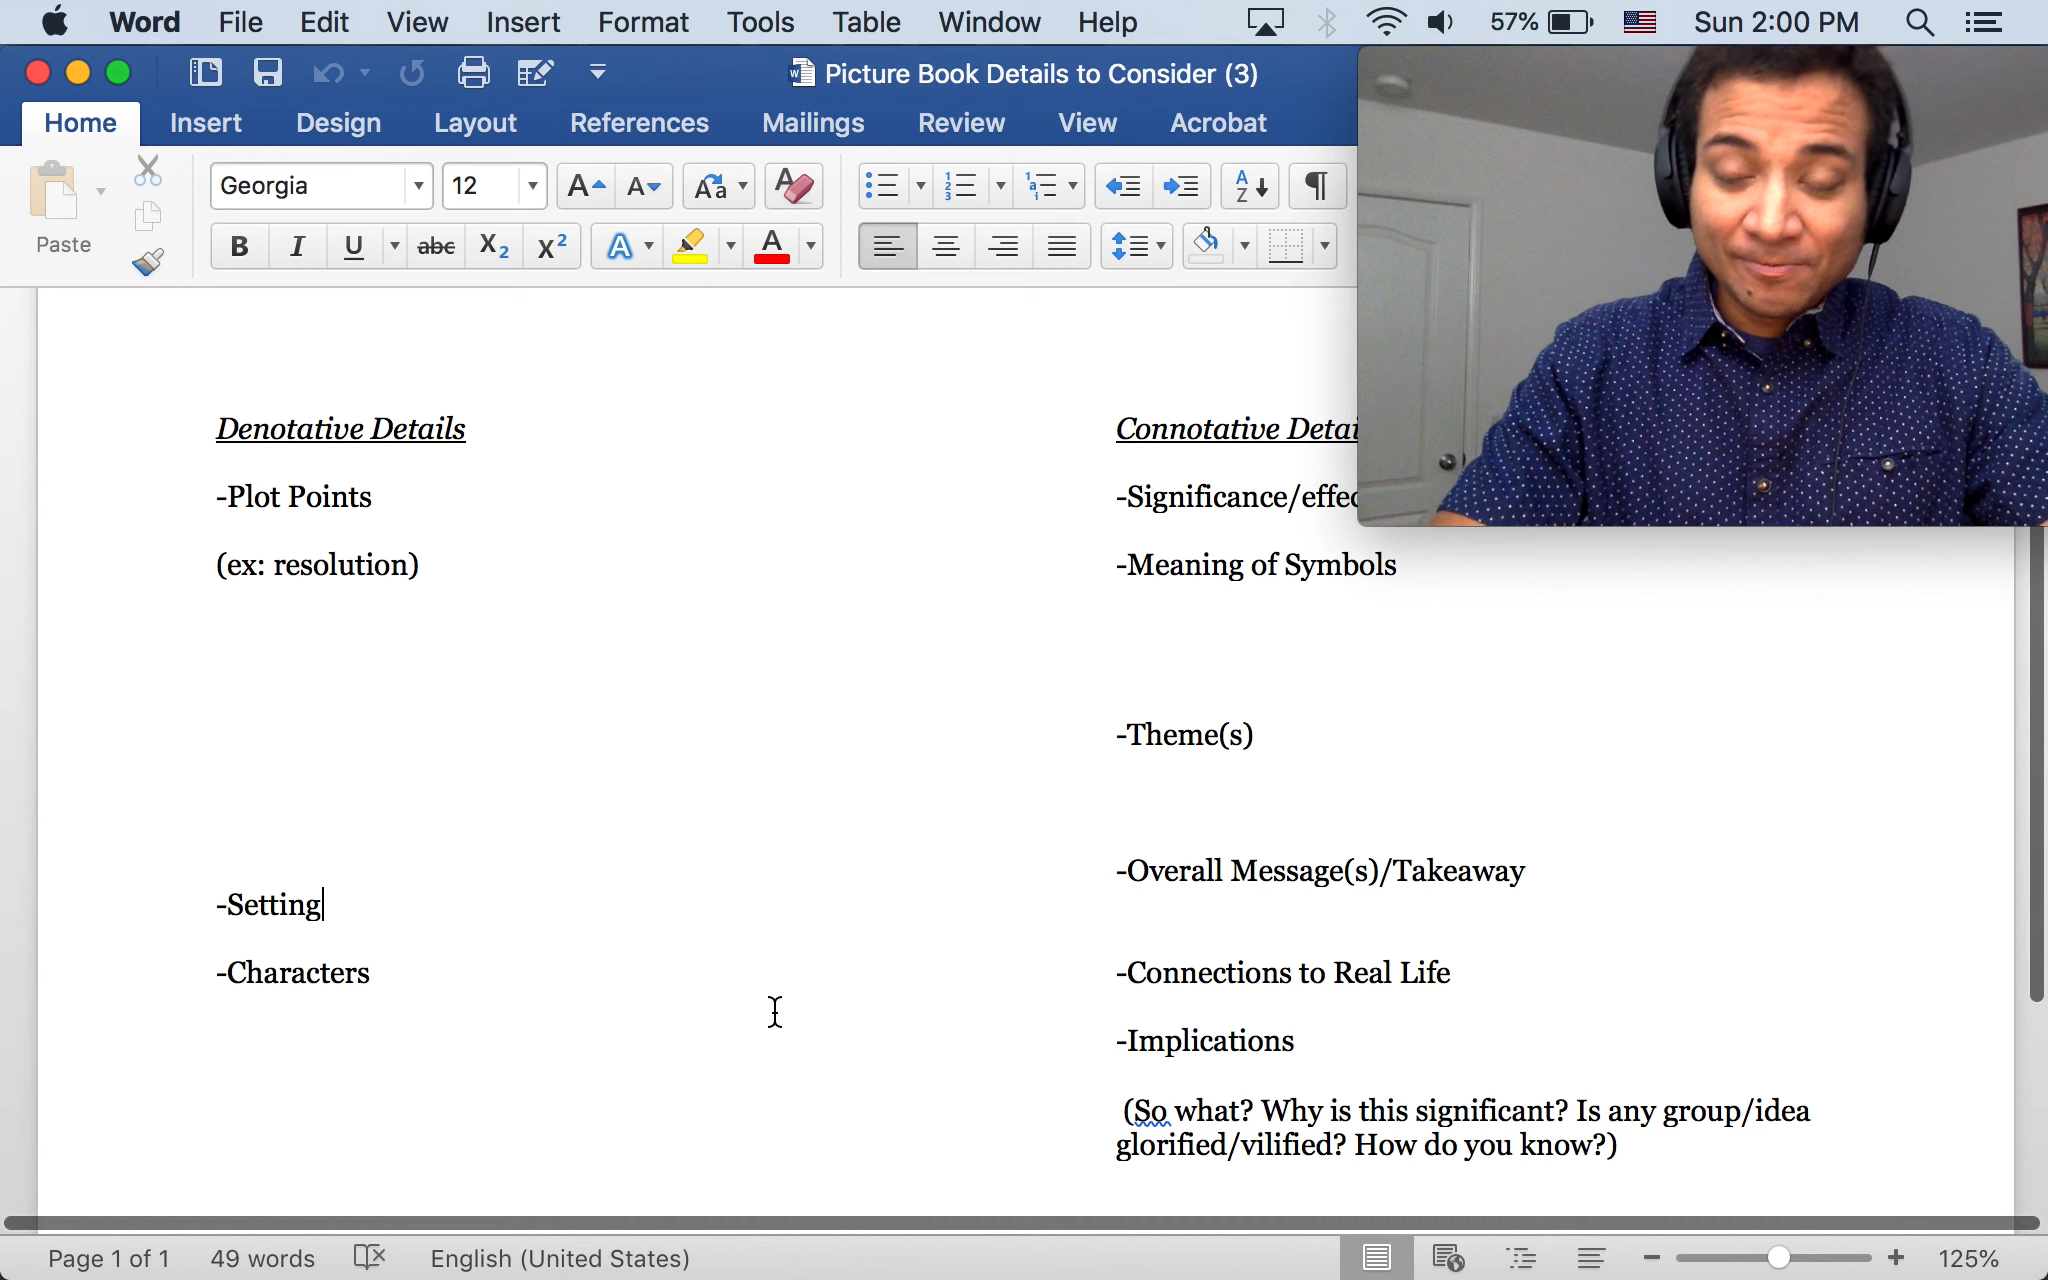 Word File Edit View Insert Format Tools Table Window Help 57% Sun 2:00 PM
Picture Book Details to Consider (3)
Home Insert Design Layout References Mailings Review View Acrobat
Paste
Georgia 12
Denotative Details
-Plot Points
(ex: resolution)
-Setting
-Characters
Connotative Detai
-Significance/effec
-Meaning of Symbols
-Theme(s)
-Overall Message(s)/Takeaway
-Connections to Real Life
-Implications
(So what? Why is this significant? Is any group/idea
glorified/vilified? How do you know?)
Page 1 of 1 49 words English (United States) 125%